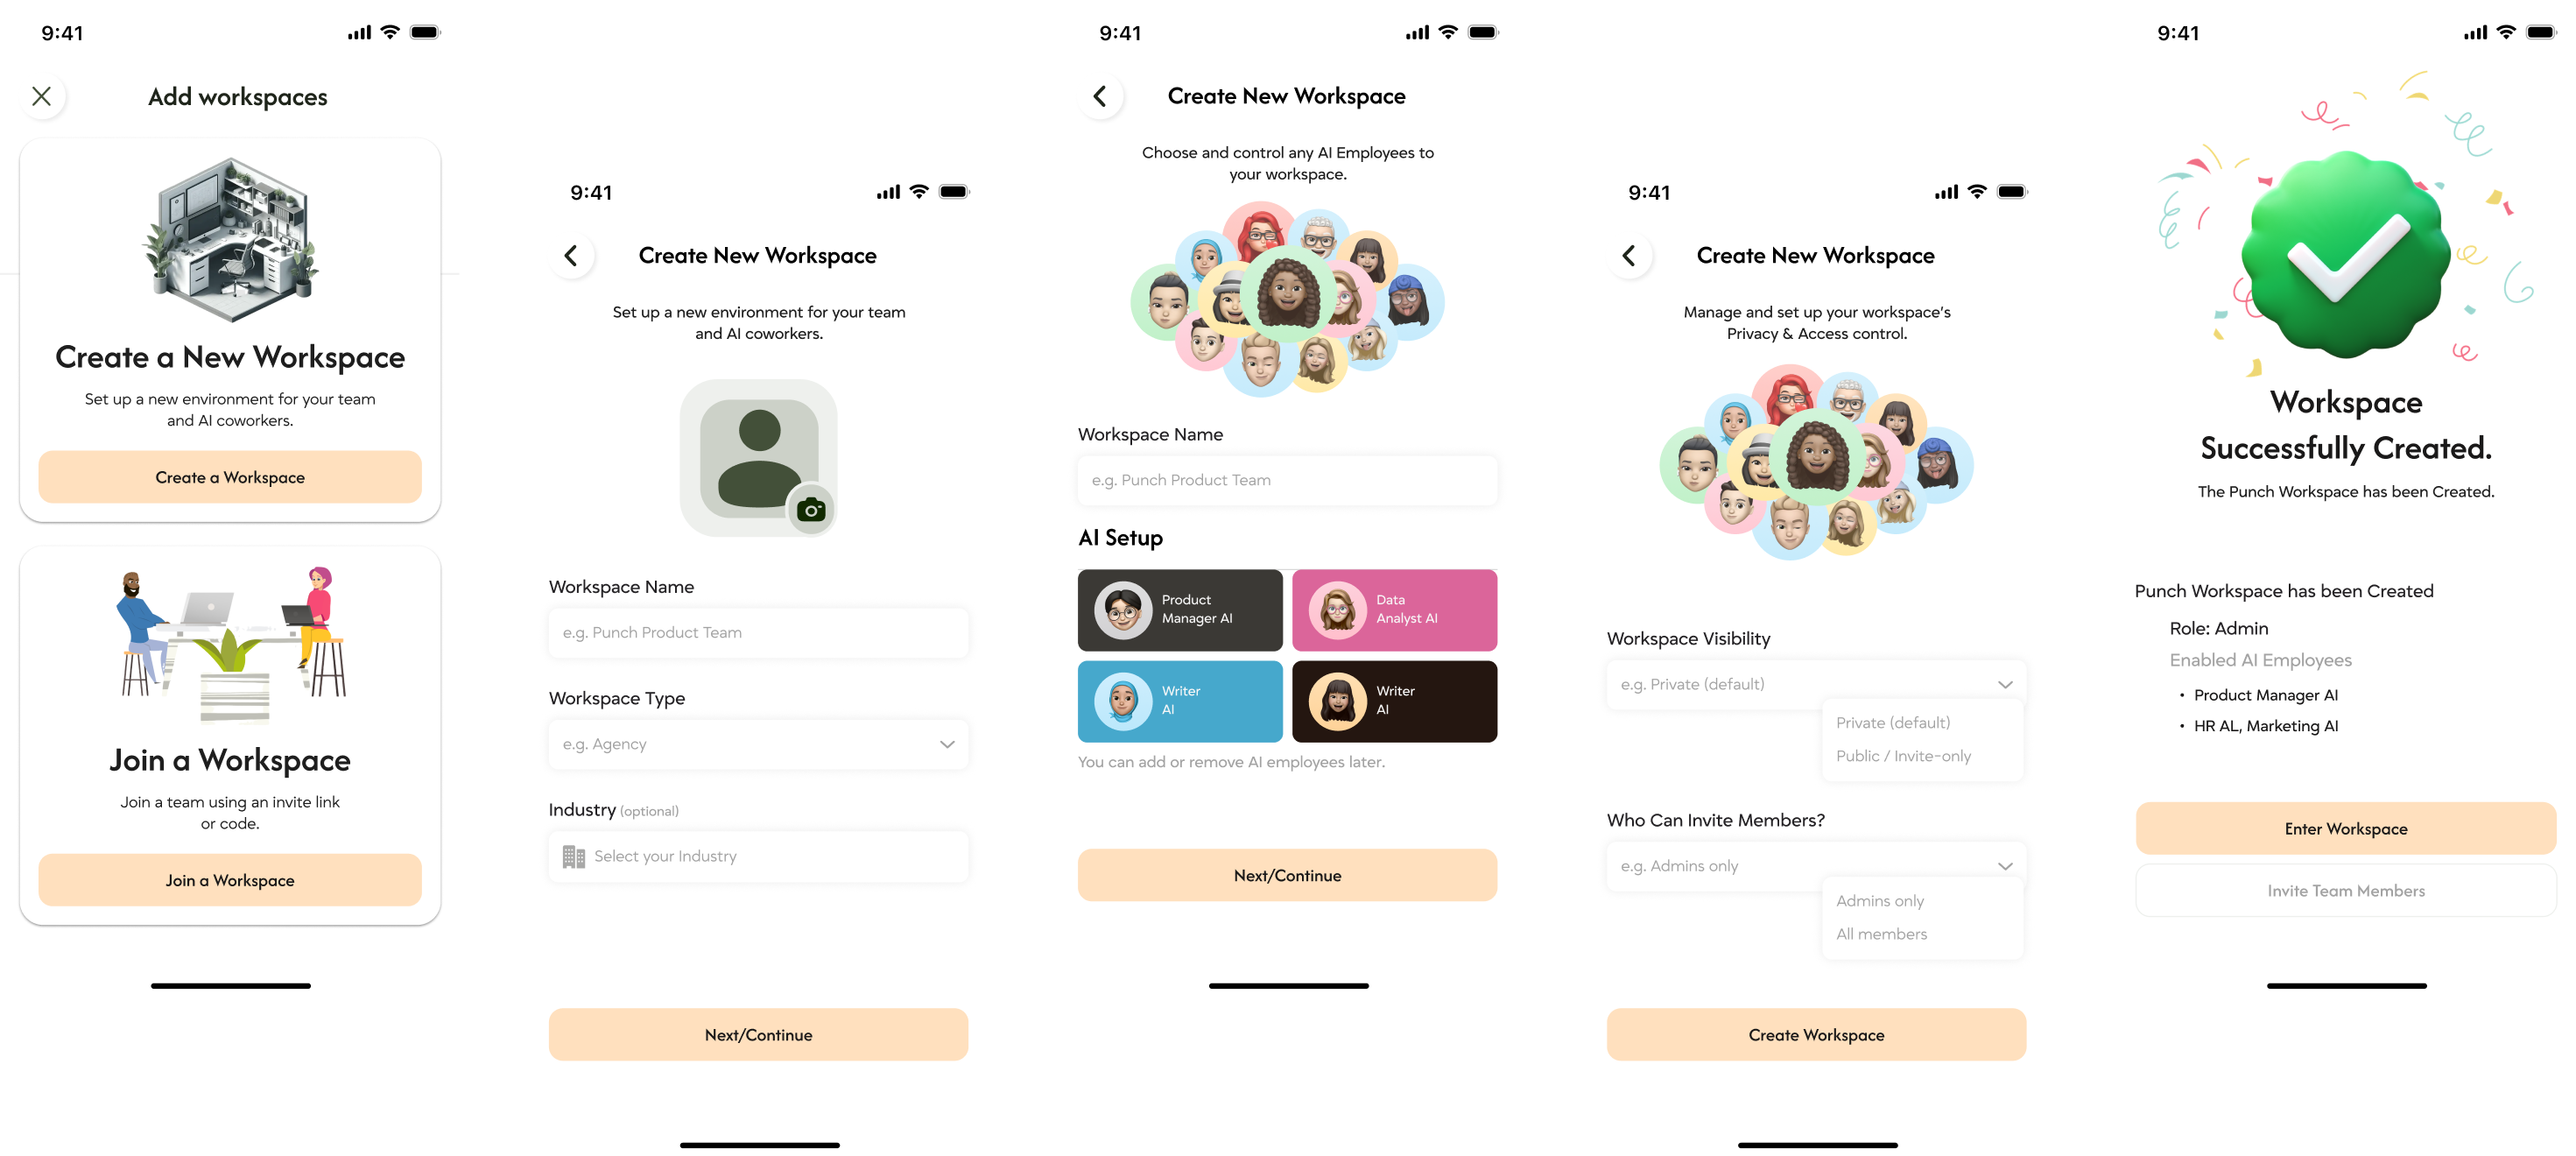 9:41
Add workspaces
Create a New Workspace
Set up a new environment for your team
and AI coworkers.
Create a Workspace
Join a Workspace
Join a team using an invite link
or code.
Join a Workspace
9:41
Create New Workspace
Set up a new environment for your team
and AI coworkers.
Workspace Name
e.g. Punch Product Team
Workspace Type
e.g. Agency
Industry (optional)
Select your Industry
Next/Continue
9:41
Create New Workspace
Choose and control any AI Employees to
your workspace.
Workspace Name
e.g. Punch Product Team
AI Setup
Product
Manager AI
Data
Analyst AI
Writer
AI
Writer
AI
You can add or remove AI employees later.
Next/Continue
9:41
Create New Workspace
Manage and set up your workspace's
Privacy & Access control.
Workspace Visibility
e.g. Private (default)
Private (default)
Public / Invite-only
Who Can Invite Members?
e.g. Admins only
Admins only
All members
Create Workspace
9:41
Workspace
Successfully Created.
The Punch Workspace has been Created.
Punch Workspace has been Created
Role: Admin
Enabled AI Employees
• Product Manager AI
• HR AL, Marketing AI
Enter Workspace
Invite Team Members